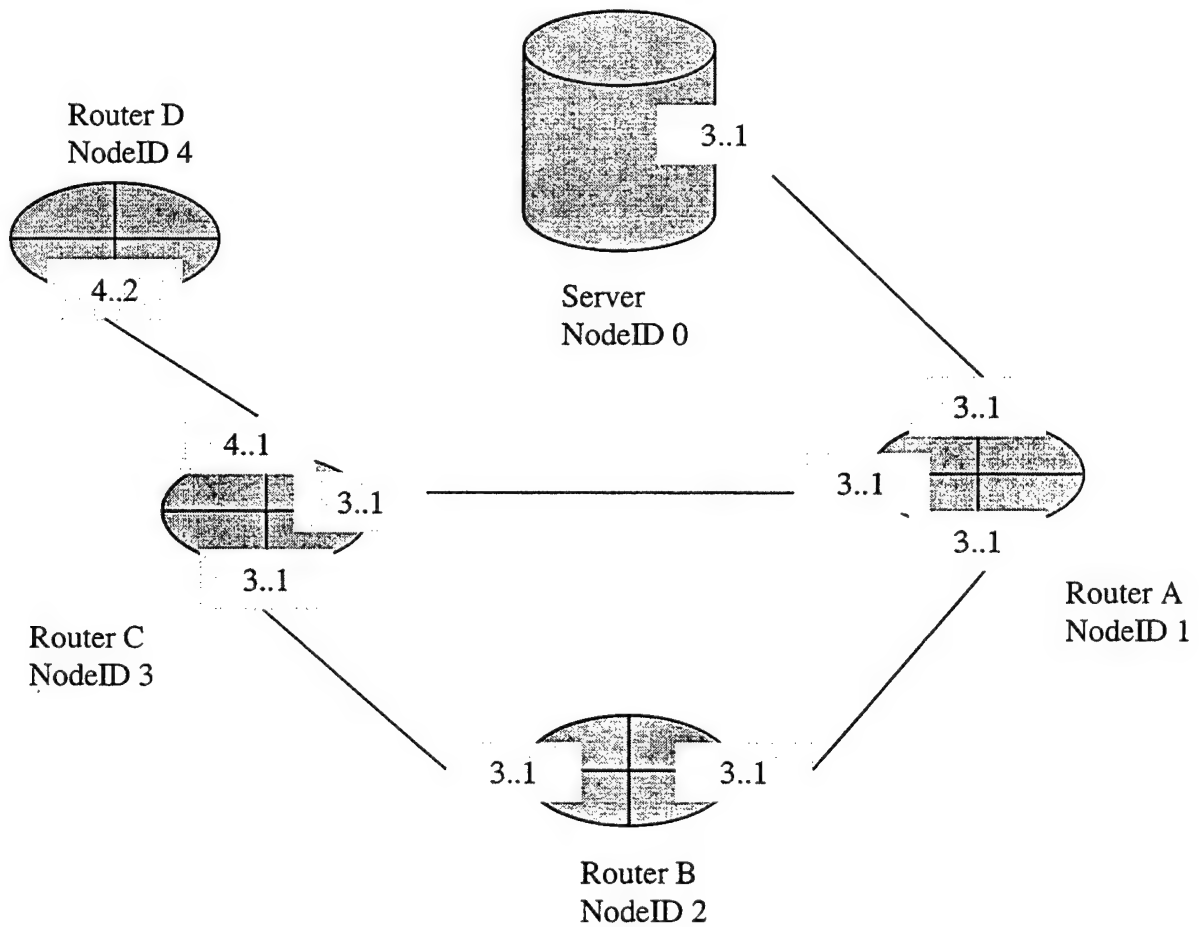 Router D
NodeID 4
4..2
3..1
Server
NodeID 0
3..1
3..1
3..1
4..1
3..1
3..1
Router A
NodeID 1
Router C
NodeID 3
3..1
3..1
Router B
NodeID 2